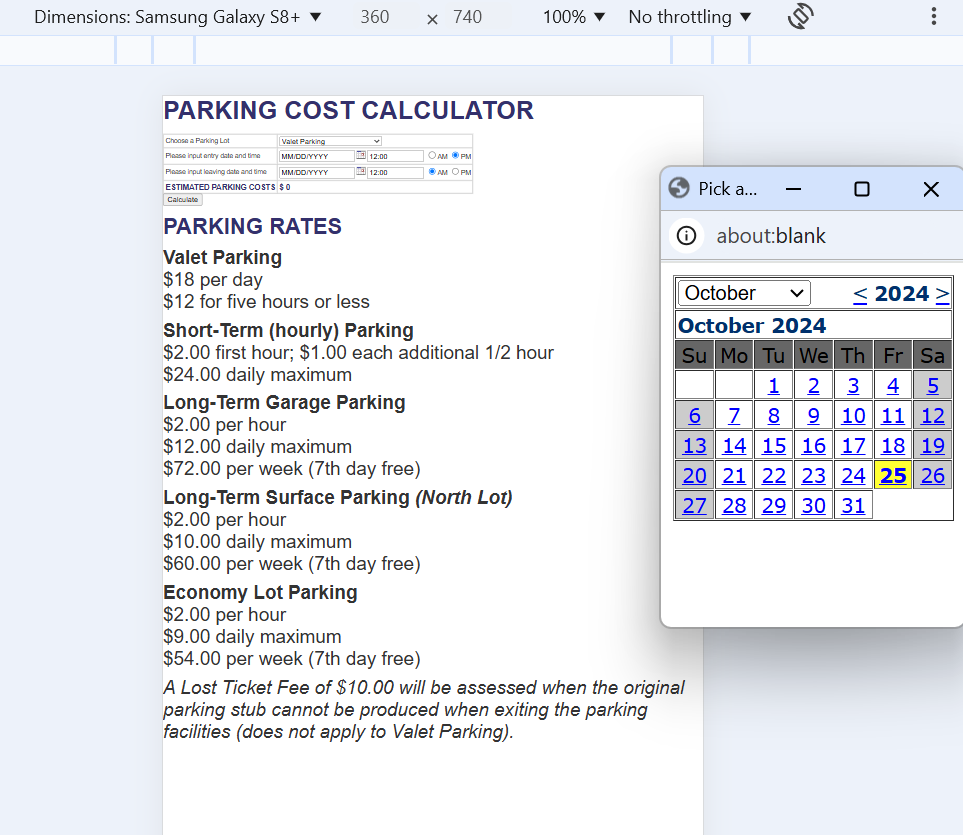 Dimensions: Samsung Galaxy S8+ ▼ 360 × 740 100% ▼ No throttling ▼
PARKING COST CALCULATOR
Choose a Parking Lot Valet Parking
Please input entry date and time MM/DD/YYYY 12:00 AM PM
Please input leaving date and time MM/DD/YYYY 12:00 AM PM
ESTIMATED PARKING COSTS $ 0
Calculate
PARKING RATES
Valet Parking
$18 per day
$12 for five hours or less
Short-Term (hourly) Parking
$2.00 first hour; $1.00 each additional 1/2 hour
$24.00 daily maximum
Long-Term Garage Parking
$2.00 per hour
$12.00 daily maximum
$72.00 per week (7th day free)
Long-Term Surface Parking (North Lot)
$2.00 per hour
$10.00 daily maximum
$60.00 per week (7th day free)
Economy Lot Parking
$2.00 per hour
$9.00 daily maximum
$54.00 per week (7th day free)
A Lost Ticket Fee of $10.00 will be assessed when the original
parking stub cannot be produced when exiting the parking
facilities (does not apply to Valet Parking).
Pick a...
about:blank
October < 2024 >
October 2024
Su Mo Tu We Th Fr Sa
1 2 3 4 5
6 7 8 9 10 11 12
13 14 15 16 17 18 19
20 21 22 23 24 25 26
27 28 29 30 31